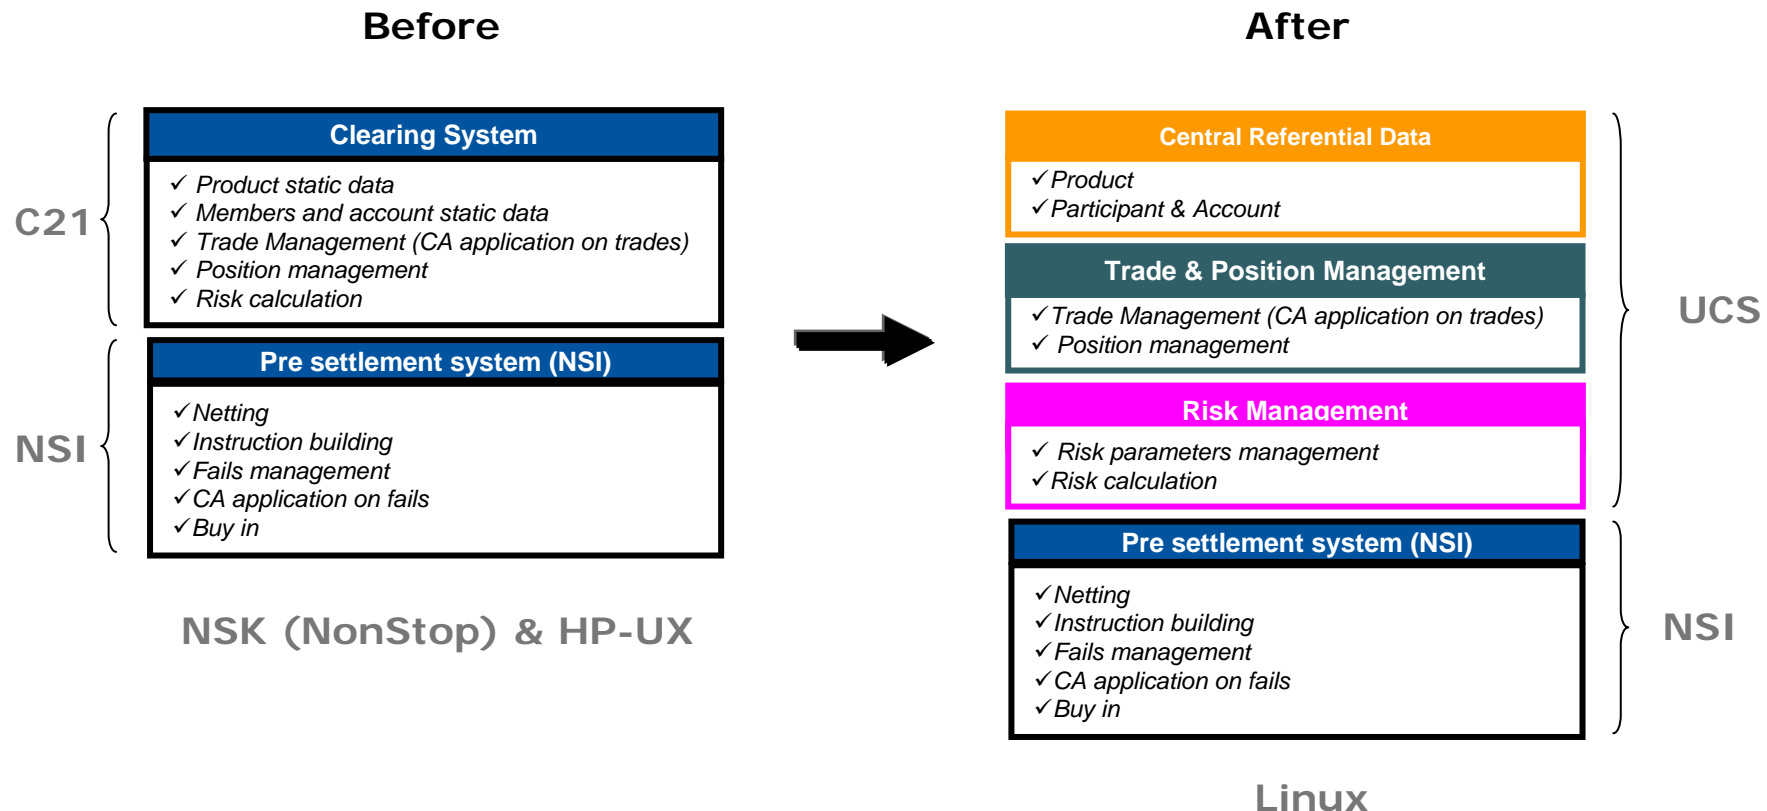 Before
After
Clearing System
✓ Product static data
✓ Members and account static data
✓ Trade Management (CA application on trades)
✓ Position management
✓ Risk calculation
C21
Pre settlement system (NSI)
✓Netting
✓Instruction building
✓Fails management
✓CA application on fails
✓Buy in
NSI
NSK (NonStop) & HP-UX
Central Referential Data
✓Product
✓Participant & Account
Trade & Position Management
✓Trade Management (CA application on trades)
✓ Position management
Risk Management
✓ Risk parameters management
✓Risk calculation
UCS
Pre settlement system (NSI)
✓Netting
✓Instruction building
✓Fails management
✓CA application on fails
✓Buy in
NSI
Linux